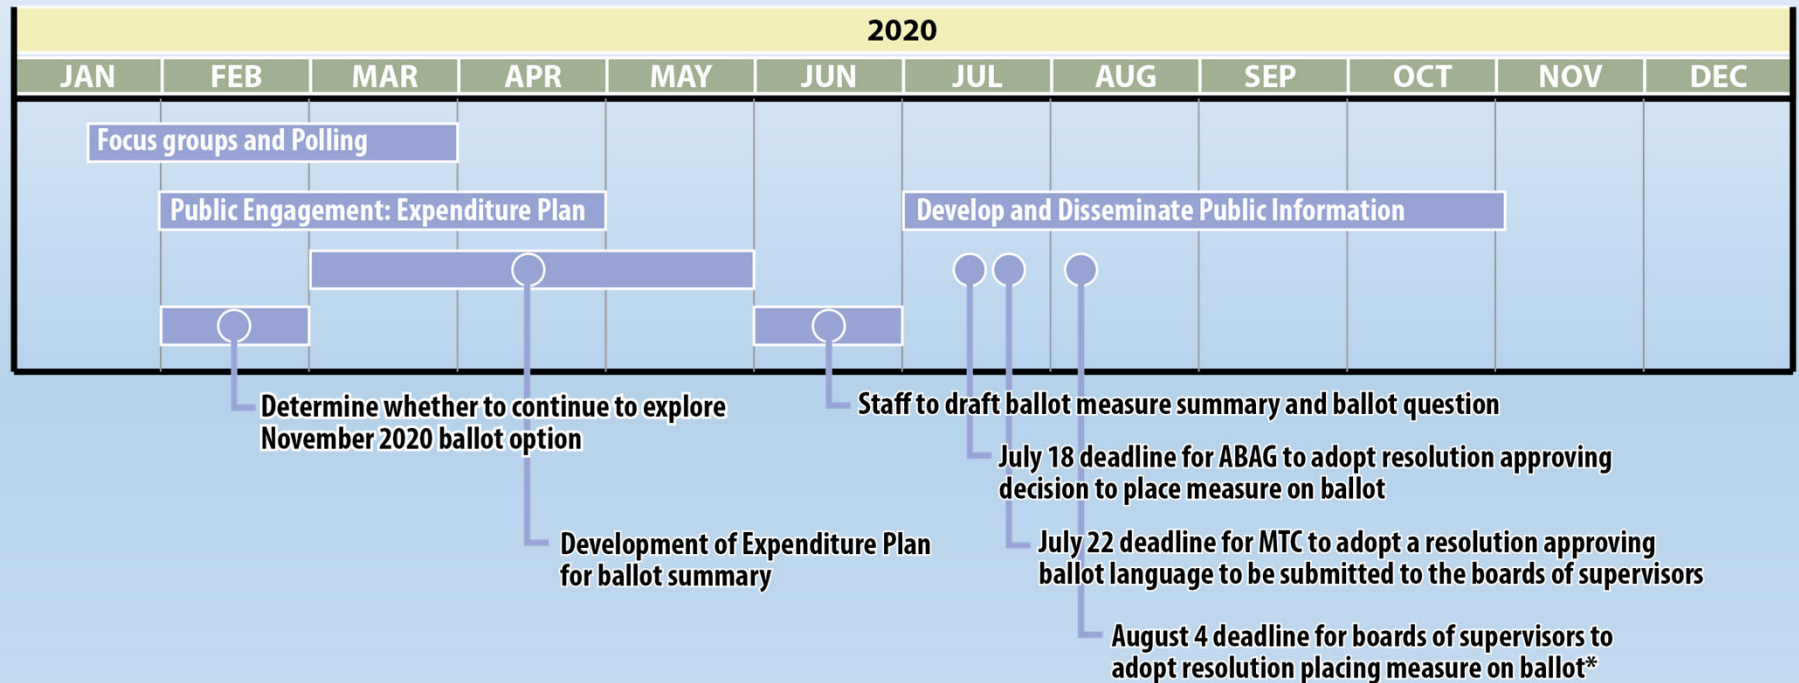 2020
JAN FEB MAR APR MAY JUN JUL AUG SEP OCT NOV DEC
Focus groups and Polling
Public Engagement: Expenditure Plan
Develop and Disseminate Public Information
Determine whether to continue to explore
November 2020 ballot option
Staff to draft ballot measure summary and ballot question
July 18 deadline for ABAG to adopt resolution approving
decision to place measure on ballot
Development of Expenditure Plan
for ballot summary
July 22 deadline for MTC to adopt a resolution approving
ballot language to be submitted to the boards of supervisors
August 4 deadline for boards of supervisors to
adopt resolution placing measure on ballot*